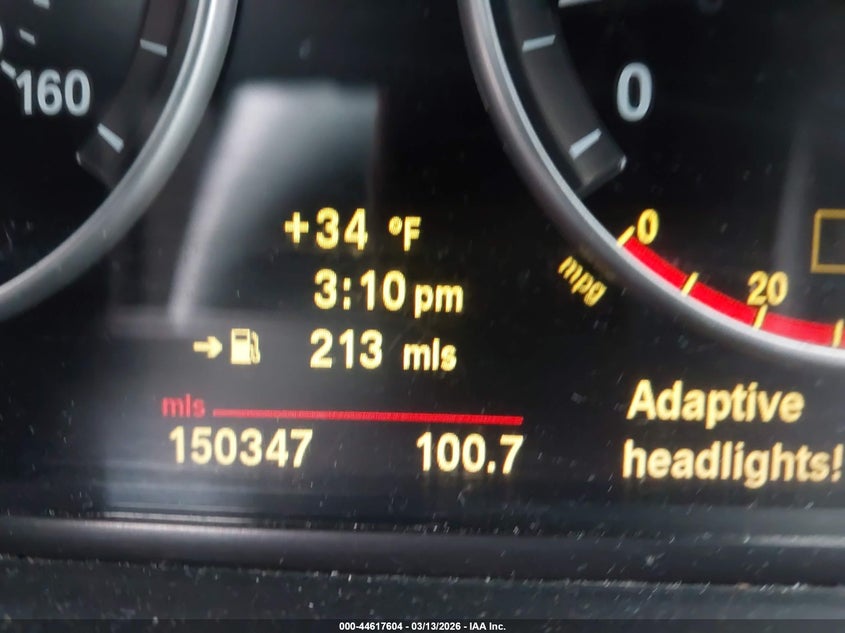 160
0
+34 °F
0
mpg
3:10 pm
20
213 mls
mls
Adaptive
150347 100.7
headlights!
000-44617604 - 03/13/2026 - IAA Inc.